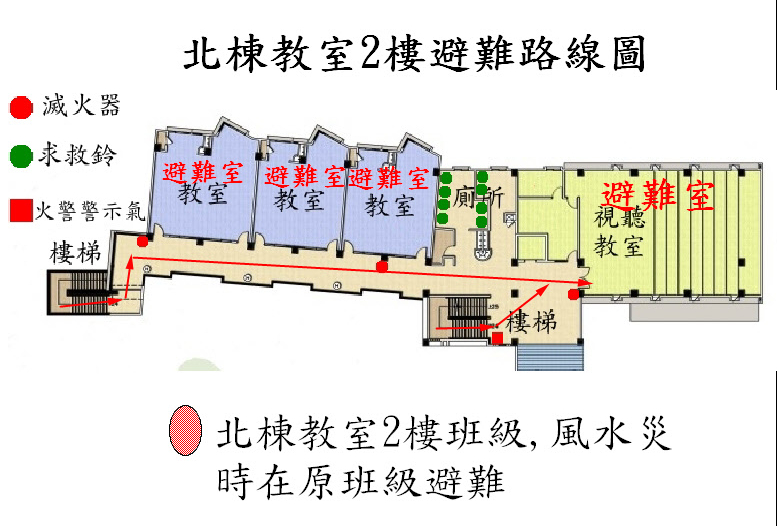 北棟教室2樓避難路線圖
滅火器
求救鈴
火警警示氣
樓梯
避難室
教室
避難室
教室
避難室
教室
廁所
避難室
視聽
教室
樓梯
北棟教室2樓班級,風水災
時在原班級避難